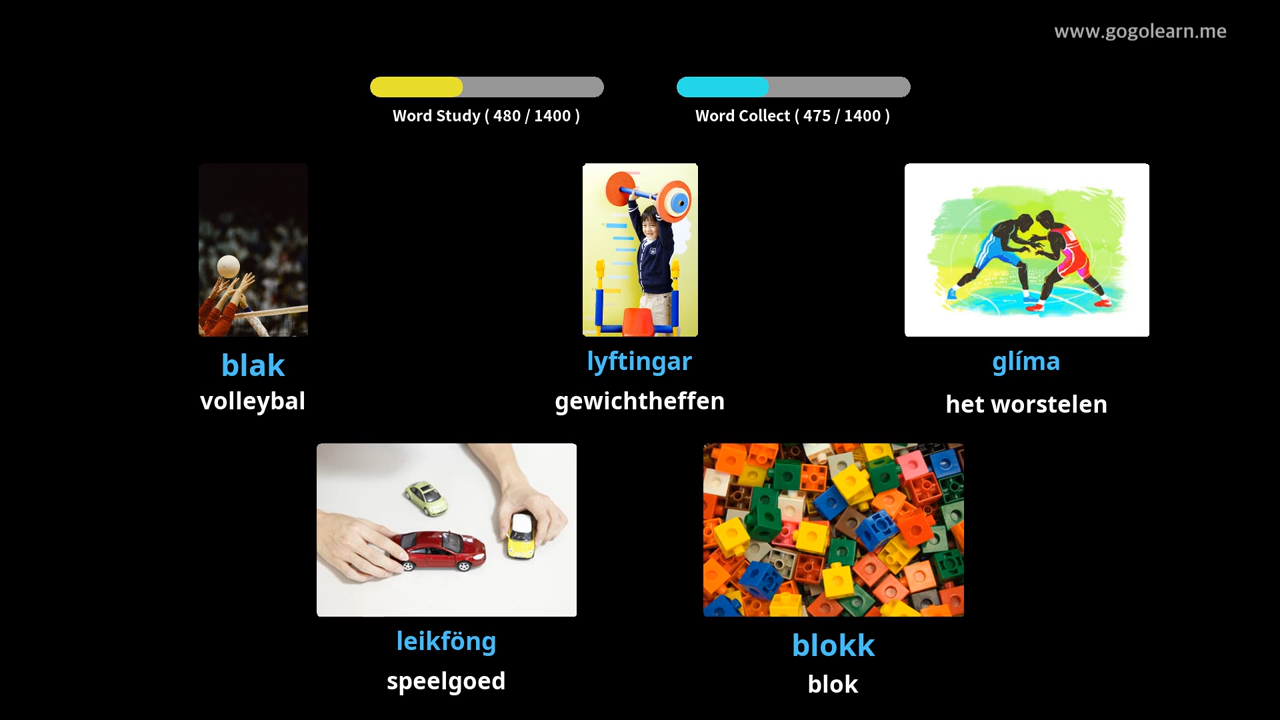 www.gogolearn.me
Word Study ( 480 / 1400 )
Word Collect ( 475 / 1400 )
blak
volleybal
lyftingar
gewichtheffen
glíma
het worstelen
leikföng
speelgoed
blokk
blok